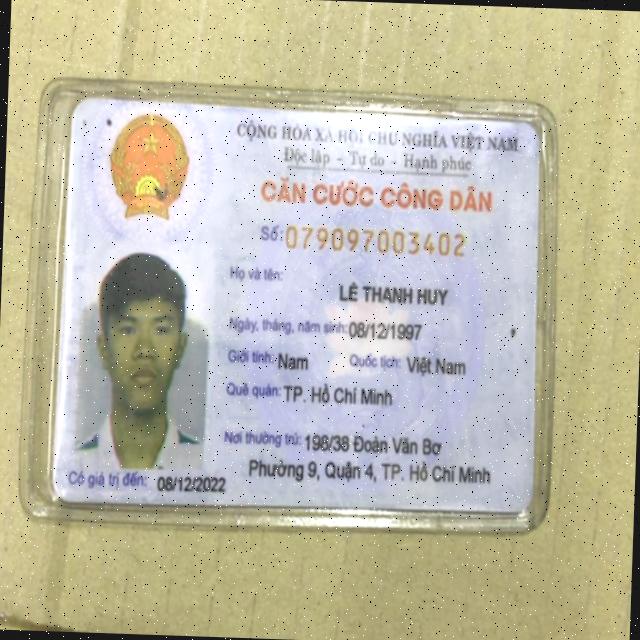 CỘNG HÒA XÃ HỘI CHỦ NGHĨA VIỆT NAM
Độc lập - Tự do - Hạnh phúc
CĂN CƯỚC CÔNG DÂN
Số: 079097003402
Họ và tên:
LÊ THANH HUY
Ngày, tháng, năm sinh: 08/12/1997
Giới tính: Nam Quốc tịch: Việt Nam
Quê quán: TP. Hồ Chí Minh
Nơi thường trú: 198/38 Đoàn Văn Bơ
Phường 9, Quận 4, TP. Hồ Chí Minh
Có giá trị đến: 08/12/2022